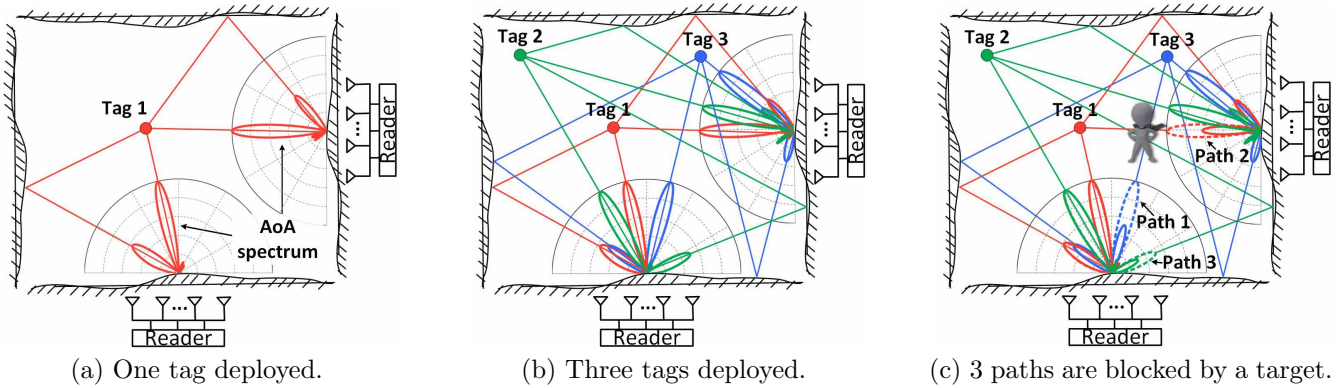 Tag 1
AoA
spectrum
Reader
Reader
(a) One tag deployed.
Tag 2
Tag 3
Tag 1
Reader
Reader
(b) Three tags deployed.
Tag 2
Tag 3
Tag 1
Path 2
Path 1
Path 3
Reader
Reader
(c) 3 paths are blocked by a target.